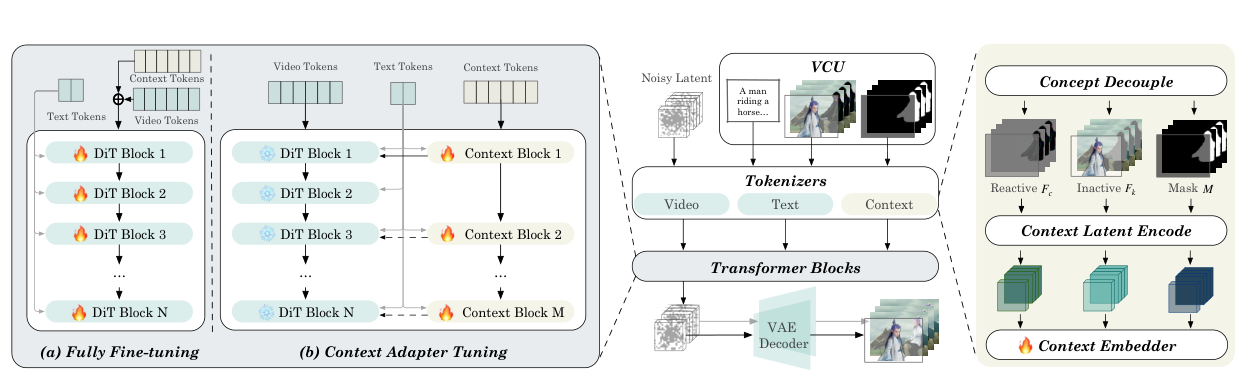 Context Tokens
Text Tokens
Video Tokens
DiT Block 1
DiT Block 2
DiT Block 3
...
DiT Block N
(a) Fully Fine-tuning
Video Tokens
Text Tokens
Context Tokens
DiT Block 1
Context Block 1
DiT Block 2
DiT Block 3
Context Block 2
...
...
DiT Block N
Context Block M
(b) Context Adapter Tuning
Noisy Latent
VCU
A man
riding a
horse...
Tokenizers
Video
Text
Context
Transformer Blocks
VAE
Decoder
Concept Decouple
Reactive Fc
Inactive Fk
Mask M
Context Latent Encode
Context Embedder